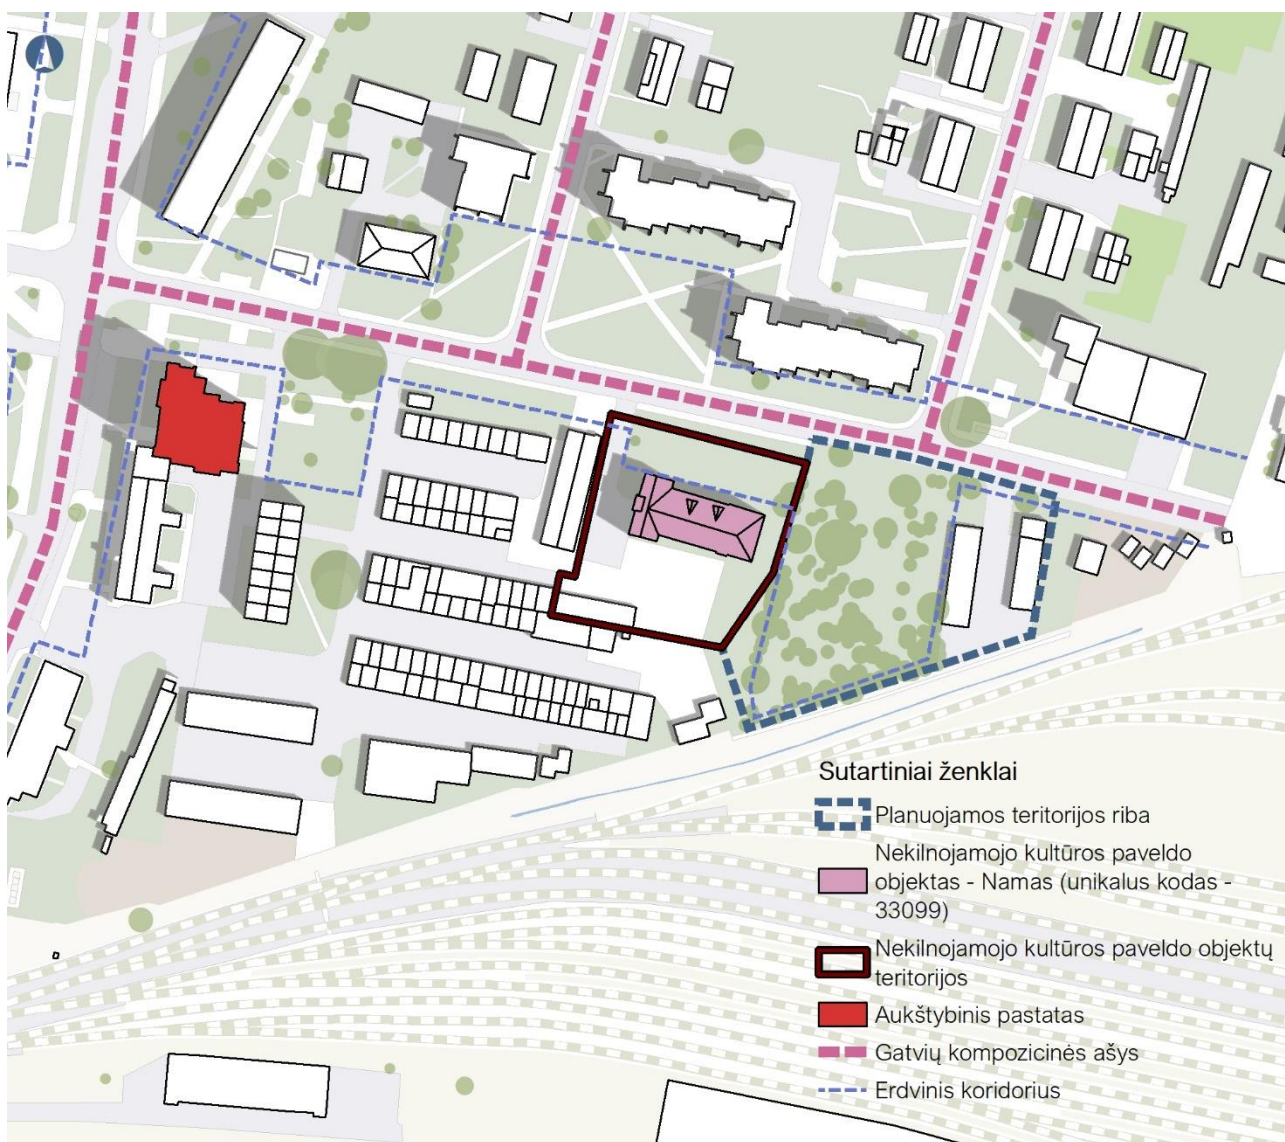 Sutartiniai ženklai
Planuojamos teritorijos riba
Nekilnojamojo kultūros paveldo
objektas - Namas (unikalus kodas -
33099)
Nekilnojamojo kultūros paveldo objektų
teritorijos
Aukštybinis pastatas
Gatvių kompozicinės ašys
Erdvinis koridorius